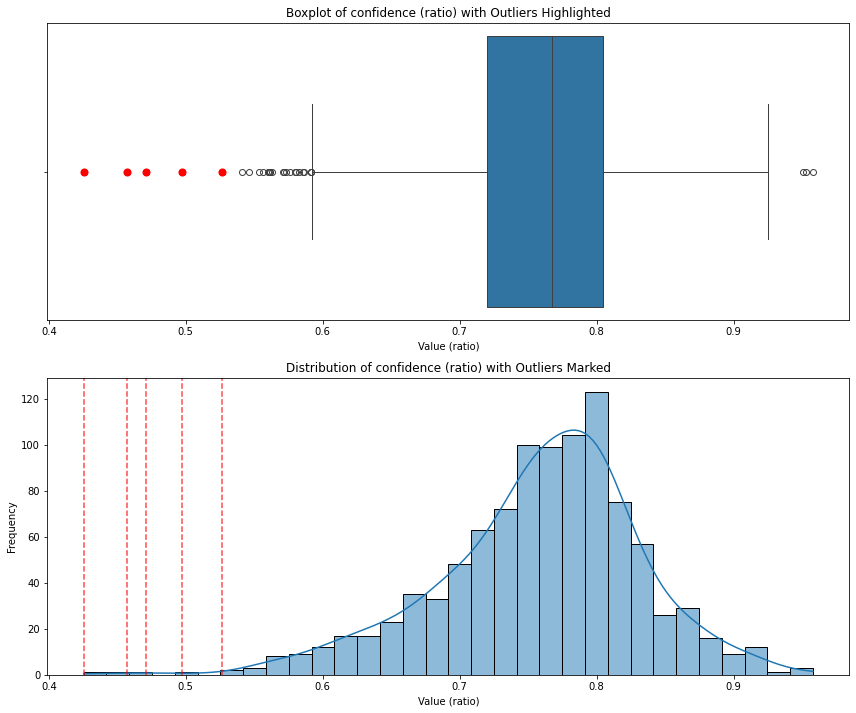 Boxplot of confidence (ratio) with Outliers Highlighted
0.4 0.5 0.6 0.7 0.8 0.9
Value (ratio)
Distribution of confidence (ratio) with Outliers Marked
120
100
80
60
40
20
0
Frequency
0.4 0.5 0.6 0.7 0.8 0.9
Value (ratio)